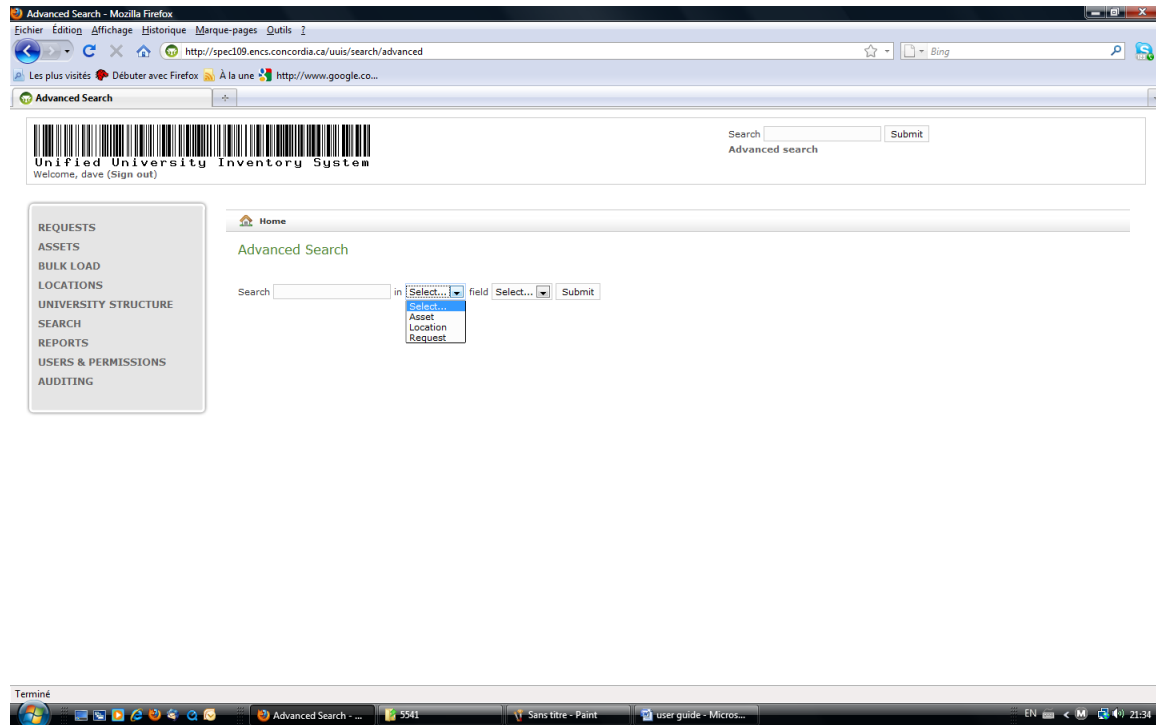 Advanced Search - Mozilla Firefox
Fichier Édition Affichage Historique Marque-pages Outils ?
http://spec109.encs.concordia.ca/uuis/search/advanced
Bing
Les plus visités Débuter avec Firefox À la une http://www.google.co...
Advanced Search
Unified University Inventory System
Welcome, dave (Sign out)
Search Submit
Advanced search
REQUESTS
ASSETS
BULK LOAD
LOCATIONS
UNIVERSITY STRUCTURE
SEARCH
REPORTS
USERS & PERMISSIONS
AUDITING
Home
Advanced Search
Search in Select... field Select... Submit
Select...
Asset
Location
Request
Terminé
Advanced Search - ... 5541 Sans titre - Paint user guide - Micros... EN 21:34